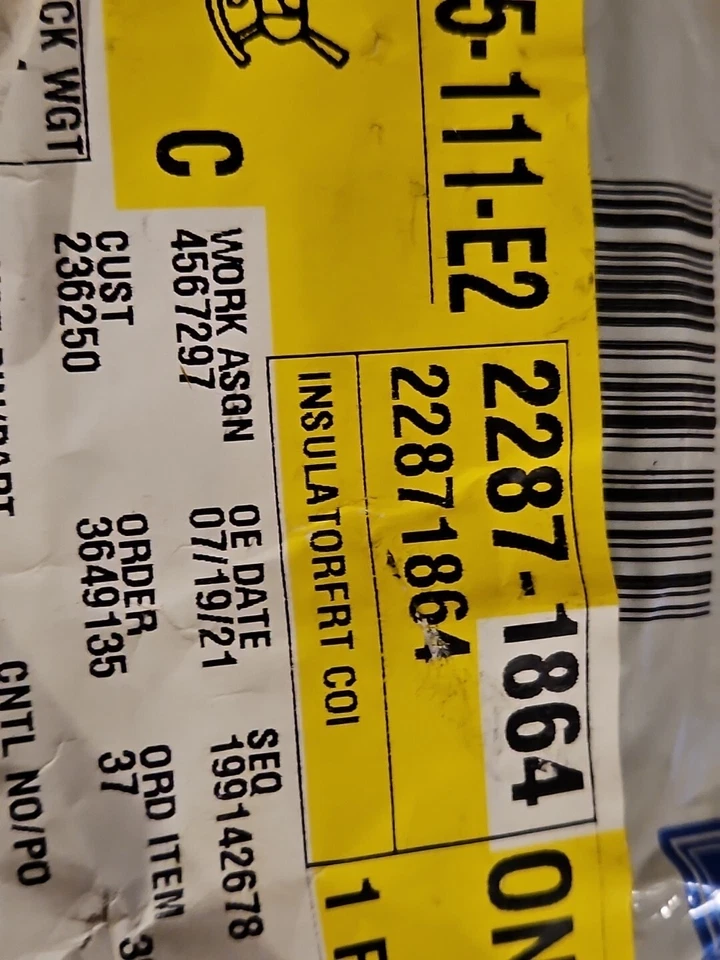 5-111-E2
2287-1864
ON
22871864
INSULATORFRT COI
1
C
WORK ASGN
4567297
OE DATE
07/19/21
SEQ
199142678
CUST
236250
ORDER
3649135
ORD ITEM
37
CK WGT
CNTL NO/PO